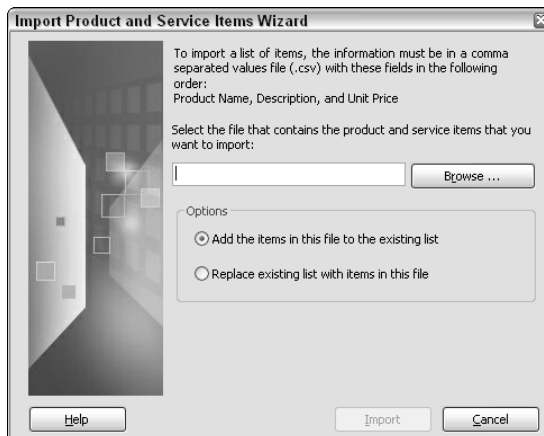 Import Product and Service Items Wizard
To import a list of items, the information must be in a comma
separated values file (.csv) with these fields in the following
order:
Product Name, Description, and Unit Price
Select the file that contains the product and service items that you
want to import:
Browse ...
Options
Add the items in this file to the existing list
Replace existing list with items in this file
Help
Import
Cancel